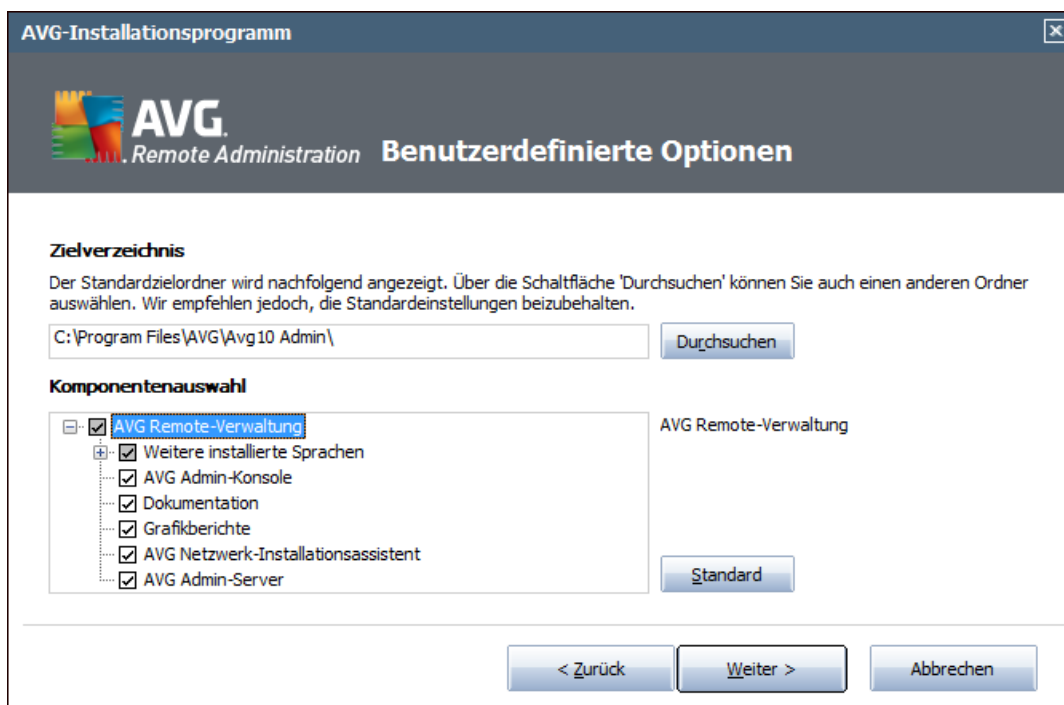 AVG-Installationsprogramm
AVG.
Remote Administration
Benutzerdefinierte Optionen
Zielverzeichnis
Der Standardzielordner wird nachfolgend angezeigt. Über die Schaltfläche 'Durchsuchen' können Sie auch einen anderen Ordner
auswählen. Wir empfehlen jedoch, die Standardeinstellungen beizubehalten.
C:\Program Files\AVG\Avg10 Admin\
Durchsuchen
Komponentenauswahl
AVG Remote-Verwaltung
Weitere installierte Sprachen
AVG Admin-Konsole
Dokumentation
Grafikberichte
AVG Netzwerk-Installationsassistent
AVG Admin-Server
AVG Remote-Verwaltung
Standard
< Zurück
Weiter >
Abbrechen